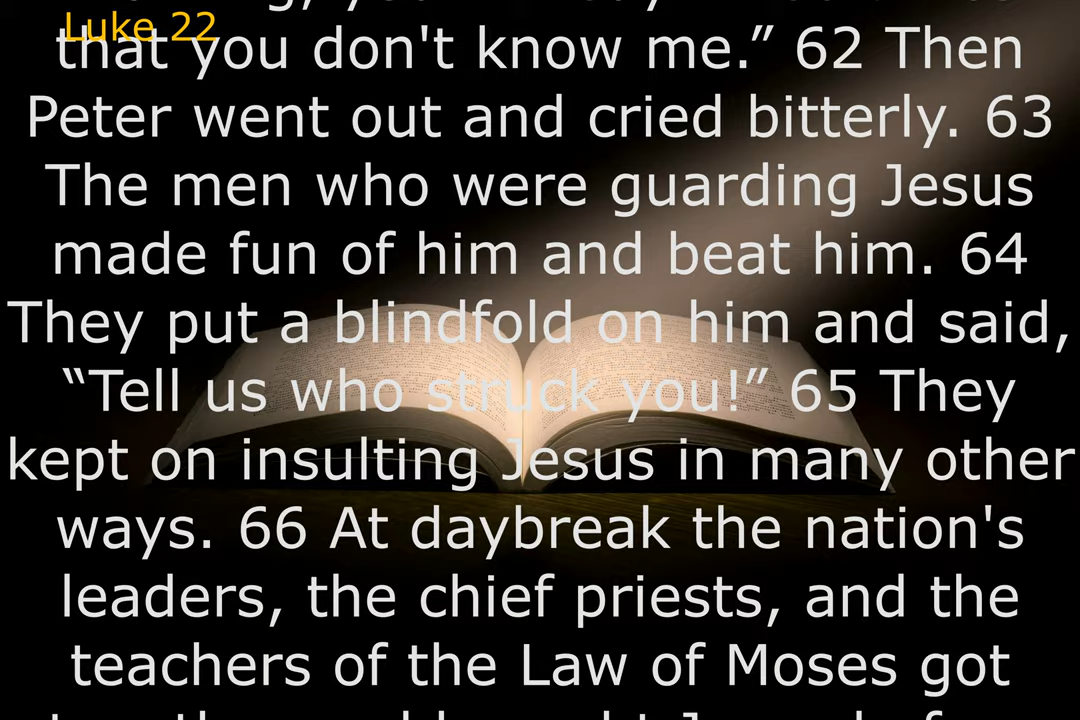 Luke 22
that you don't know me.” 62 Then
Peter went out and cried bitterly. 63
The men who were guarding Jesus
made fun of him and beat him. 64
They put a blindfold on him and said,
“Tell us who struck you!” 65 They
kept on insulting Jesus in many other
ways. 66 At daybreak the nation's
leaders, the chief priests, and the
teachers of the Law of Moses got